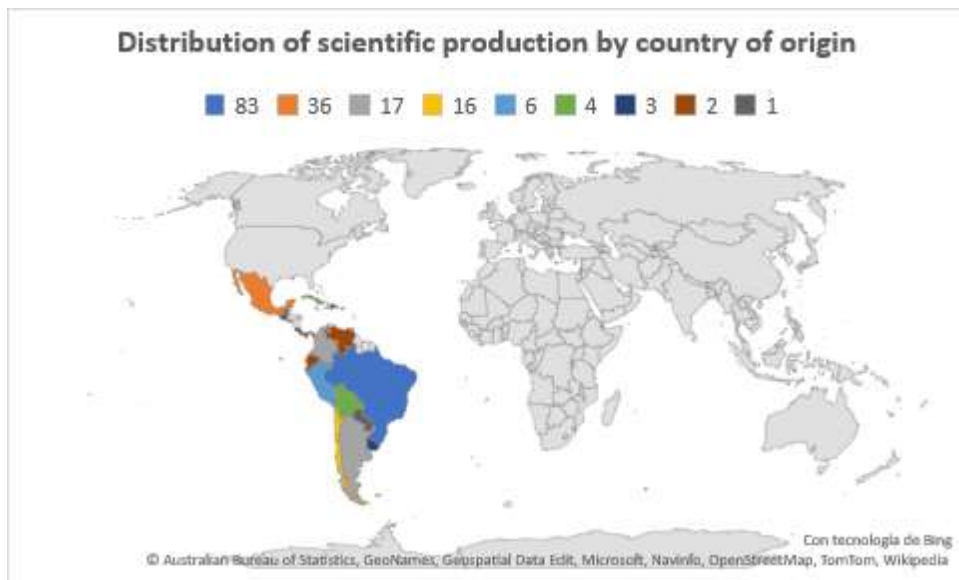 Distribution of scientific production by country of origin
83 36 17 16 6 4 3 2 1
Con tecnología de Bing
© Australian Bureau of Statistics, GeoNames, Geospatial Data Edit, Microsoft, Navinfo, OpenStreetMap, TomTom, Wikipedia